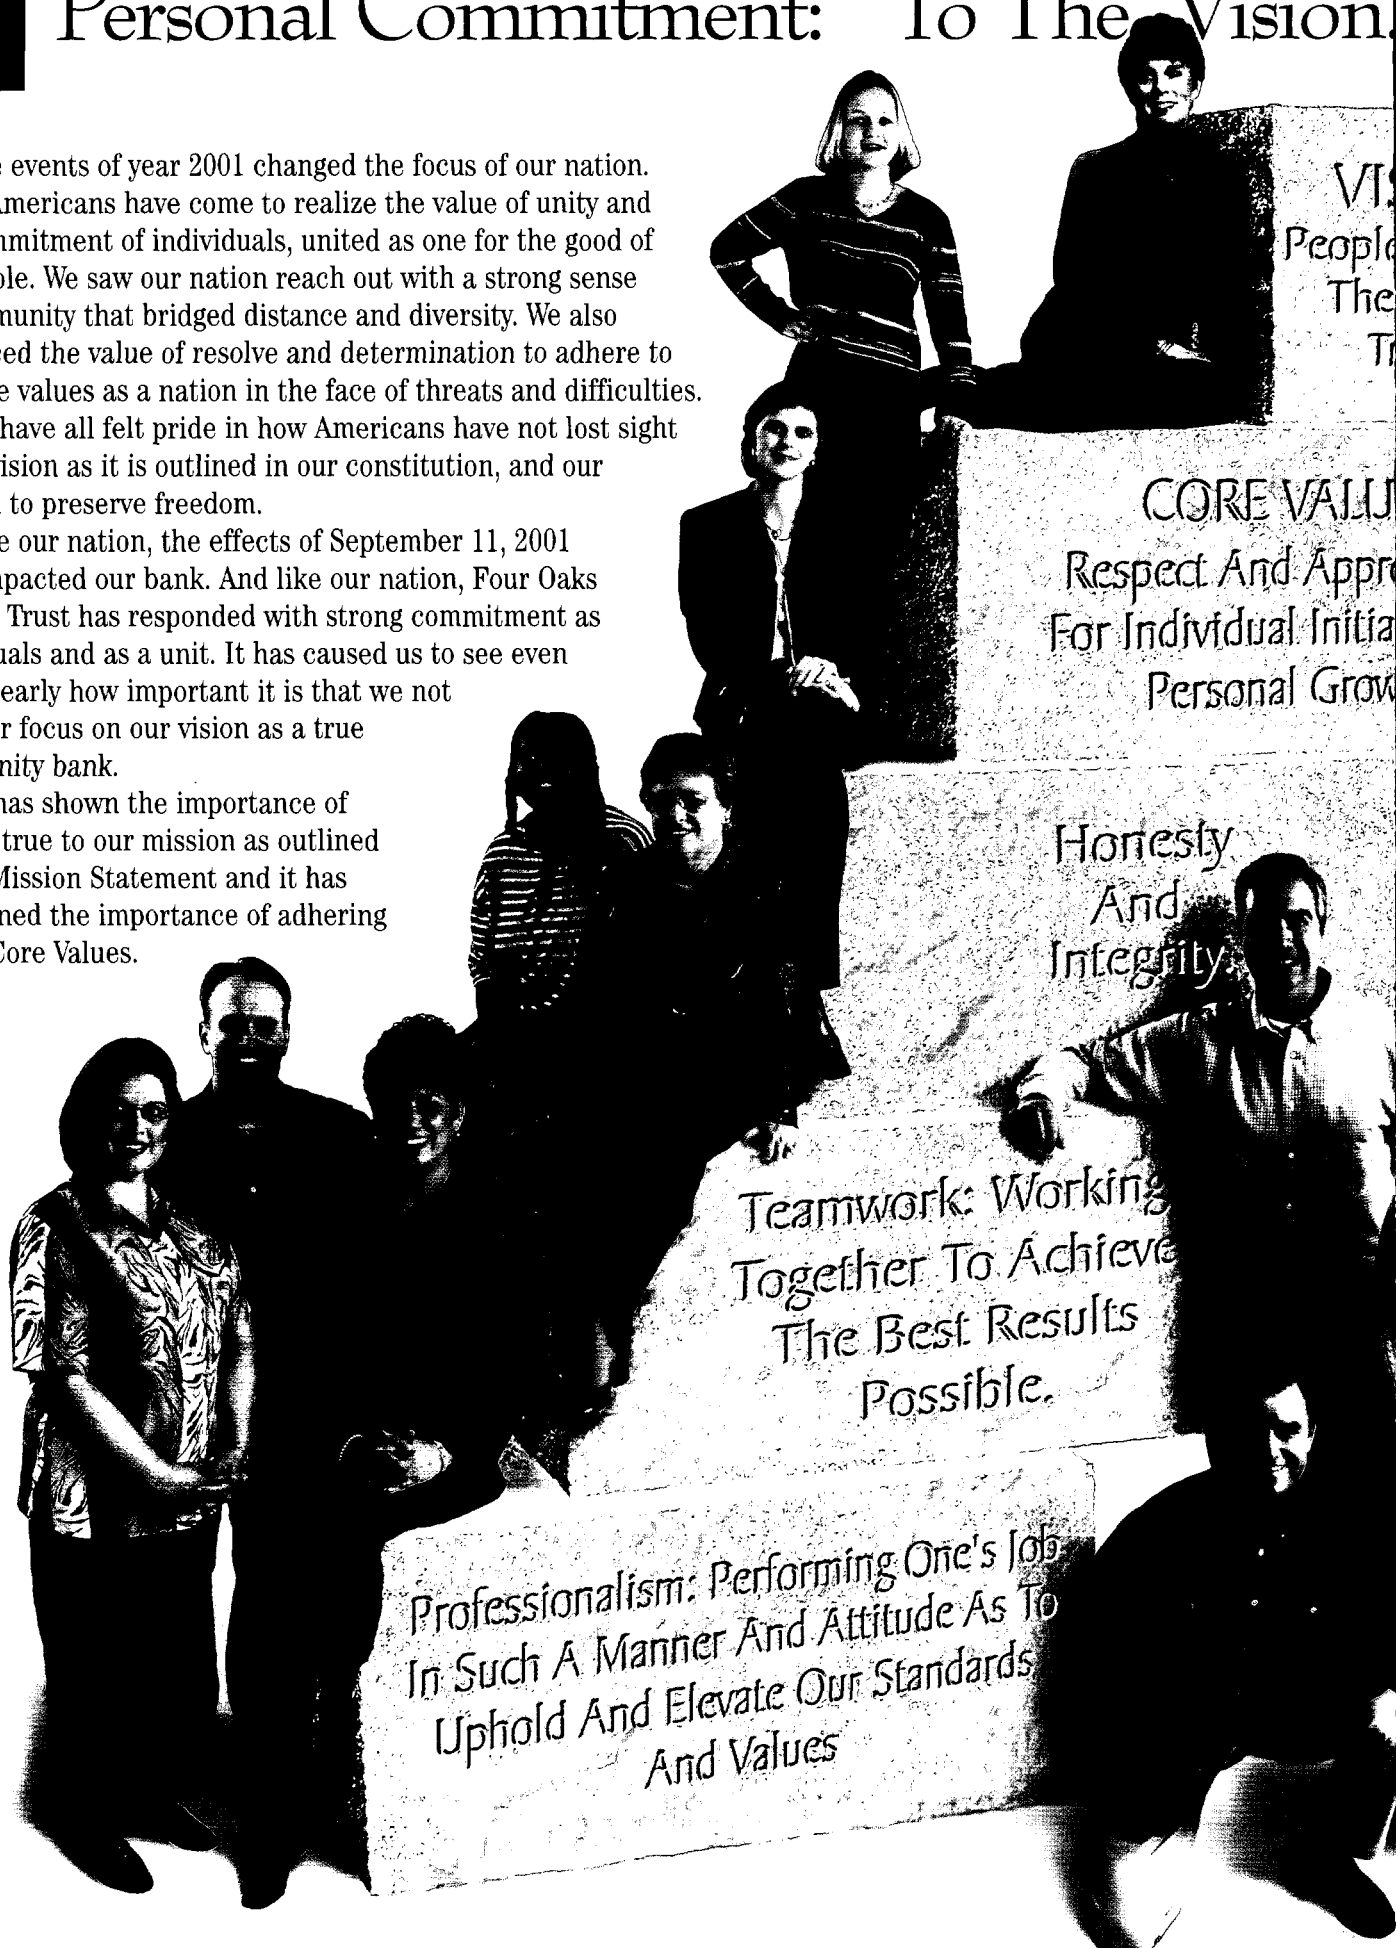 Personal Commitment: To The Vision.
events of year 2001 changed the focus of our nation.
Americans have come to realize the value of unity and
mmitment of individuals, united as one for the good of
ple. We saw our nation reach out with a strong sense
munity that bridged distance and diversity. We also
ed the value of resolve and determination to adhere to
e values as a nation in the face of threats and difficulties.
have all felt pride in how Americans have not lost sight
ision as it is outlined in our constitution, and our
to preserve freedom.
e our nation, the effects of September 11, 2001
pacted our bank. And like our nation, Four Oaks
Trust has responded with strong commitment as
uals and as a unit. It has caused us to see even
early how important it is that we not
r focus on our vision as a true
nity bank.
has shown the importance of
true to our mission as outlined
Mission Statement and it has
ned the importance of adhering
Core Values.
VIS
People
The
Tr
CORE VALU
Respect And Appre
For Individual Initia
Personal Grow
Honesty
And
Integrity.
Teamwork: Working
Together To Achieve
The Best Results
Possible.
Professionalism: Performing One's Job
In Such A Manner And Attitude As To
Uphold And Elevate Our Standards
And Values